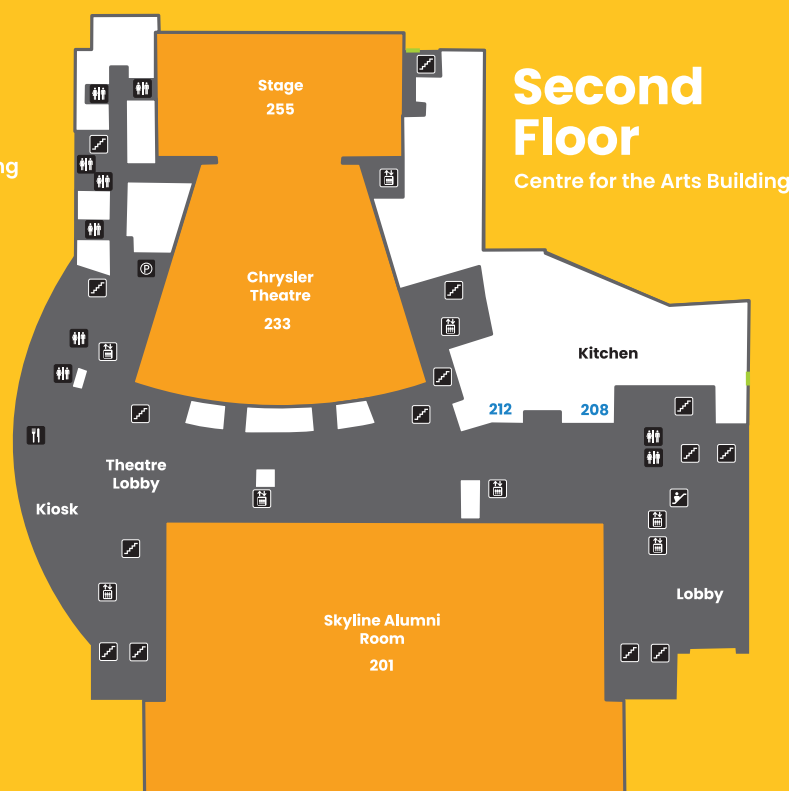 Second
Floor
Centre for the Arts Building
ng
Stage
255
Chrysler
Theatre
233
Kitchen
212
208
Theatre
Lobby
Kiosk
P
Skyline Alumni
Room
201
Lobby